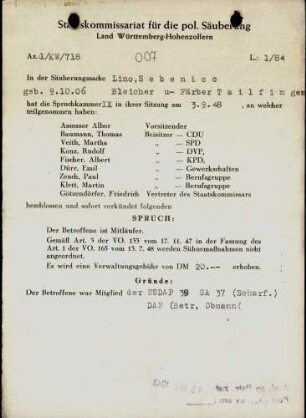 Staatskommissariat für die pol. Säuberung
Land Württemberg-Hohenzollern
Az.:1/KW/718 007 L: 1/84
In der Säuberungssache Lino,Sebenico
geb. 9.10.06 Bleicher u- Färber Tailfingen
hat die Spruchkammer IX in ihrer Sitzung am 3.9.48 , an welcher
teilgenommen haben:
Assessor Alber Vorsitzender
Baumann, Thomas Beisitzer — CDU
Veith, Martha „ — SPD
Konz, Rudolf „ — DVP,
Fischer, Albert „ — KPD,
Dürr, Emil „ — Gewerkschaften
Zeuch, Paul „ — Berufsgruppe
Klett, Martin „ — Berufsgruppe
Götzendörfer, Friedrich Vertreter des Staatskommissars
beschlossen und sofort verkündet folgenden
SPRUCH:
Der Betroffene ist Mitläufer.
Gemäß Art. 3 der VO. 133 vom 17. 11. 47 in der Fassung des
Art. 1 der VO. 165 vom 13. 7. 48 werden Sühnemaßnahmen nicht
angeordnet.
Es wird eine Verwaltungsgebühr von DM 20.-- erhoben.
Gründe:
Der Betroffene war Mitglied der NSDAP 39 SA 37 (Scharf.)
DAF (Betr, Obmann(